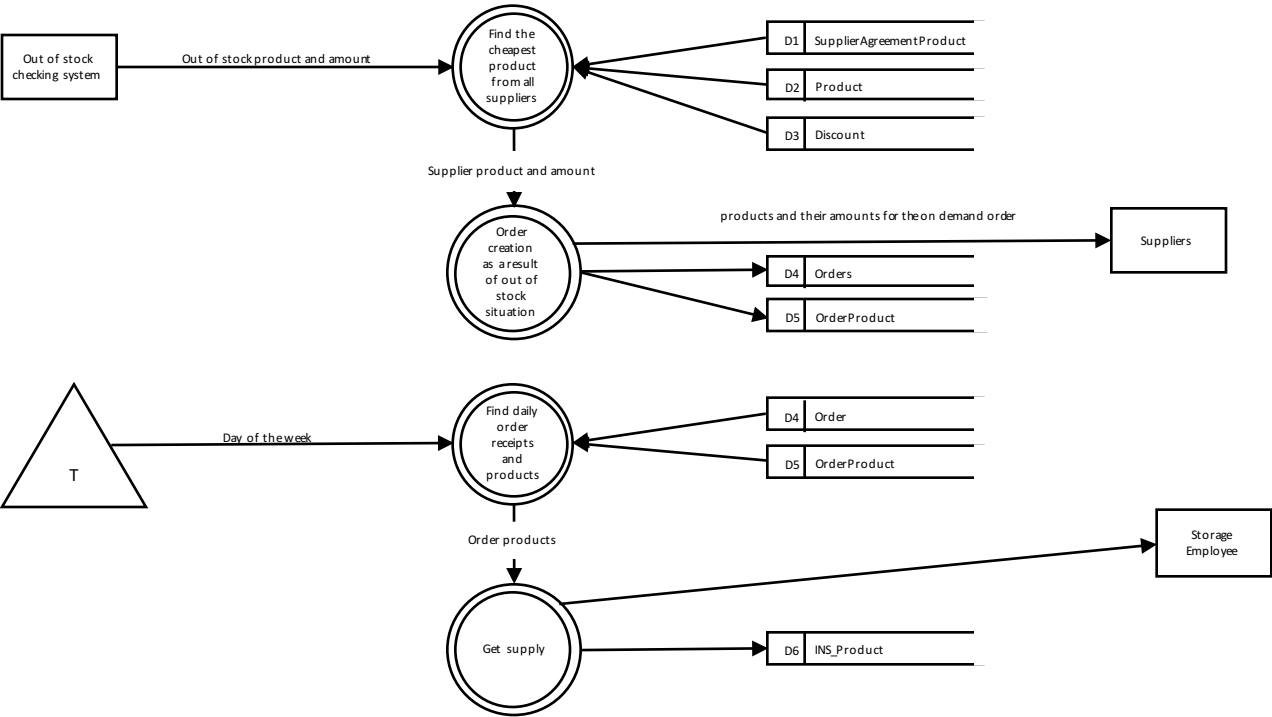 Out of stock
checking system
Out of stock product and amount
Find the
cheapest
product
from all
suppliers
D1 SupplierAgreementProduct
D2 Product
D3 Discount
Supplier product and amount
Order
creation
as a result
of out of
stock
situation
products and their amounts for the on demand order
Suppliers
D4 Orders
D5 OrderProduct
T
Day of the week
Find daily
order
receipts
and
products
D4 Order
D5 OrderProduct
Order products
Storage
Employee
Get supply
D6 INS_Product